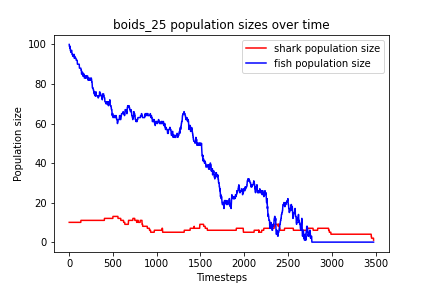 boids_25 population sizes over time
shark population size
fish population size
Population size
100
80
60
40
20
0
0
500
1000
1500
2000
2500
3000
3500
Timesteps